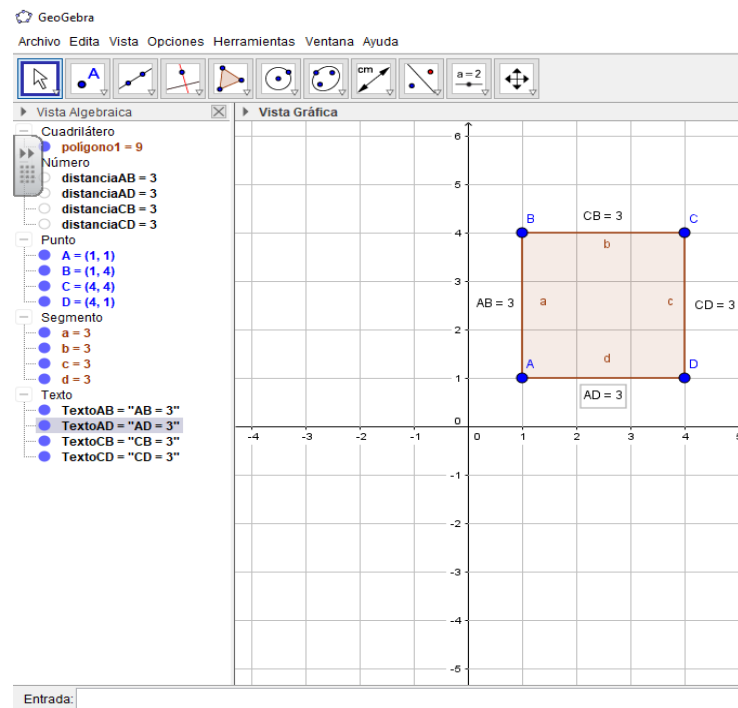 GeoGebra
Archivo Edita Vista Opciones Herramientas Ventana Ayuda
A
cm
a=2
Vista Algebraica
Cuadrilátero
polígono1 = 9
Número
distanciaAB = 3
distanciaAD = 3
distanciaCB = 3
distanciaCD = 3
Punto
A = (1, 1)
B = (1, 4)
C = (4, 4)
D = (4, 1)
Segmento
a = 3
b = 3
c = 3
d = 3
Texto
TextoAB = "AB = 3"
TextoAD = "AD = 3"
TextoCB = "CB = 3"
TextoCD = "CD = 3"
Vista Gráfica
6
5
B CB = 3 C
4
b
3
AB = 3 a c CD = 3
2
A d D
1
AD = 3
0
-4 -3 -2 -1 0 1 2 3 4
-1
-2
-3
-4
-5
Entrada: